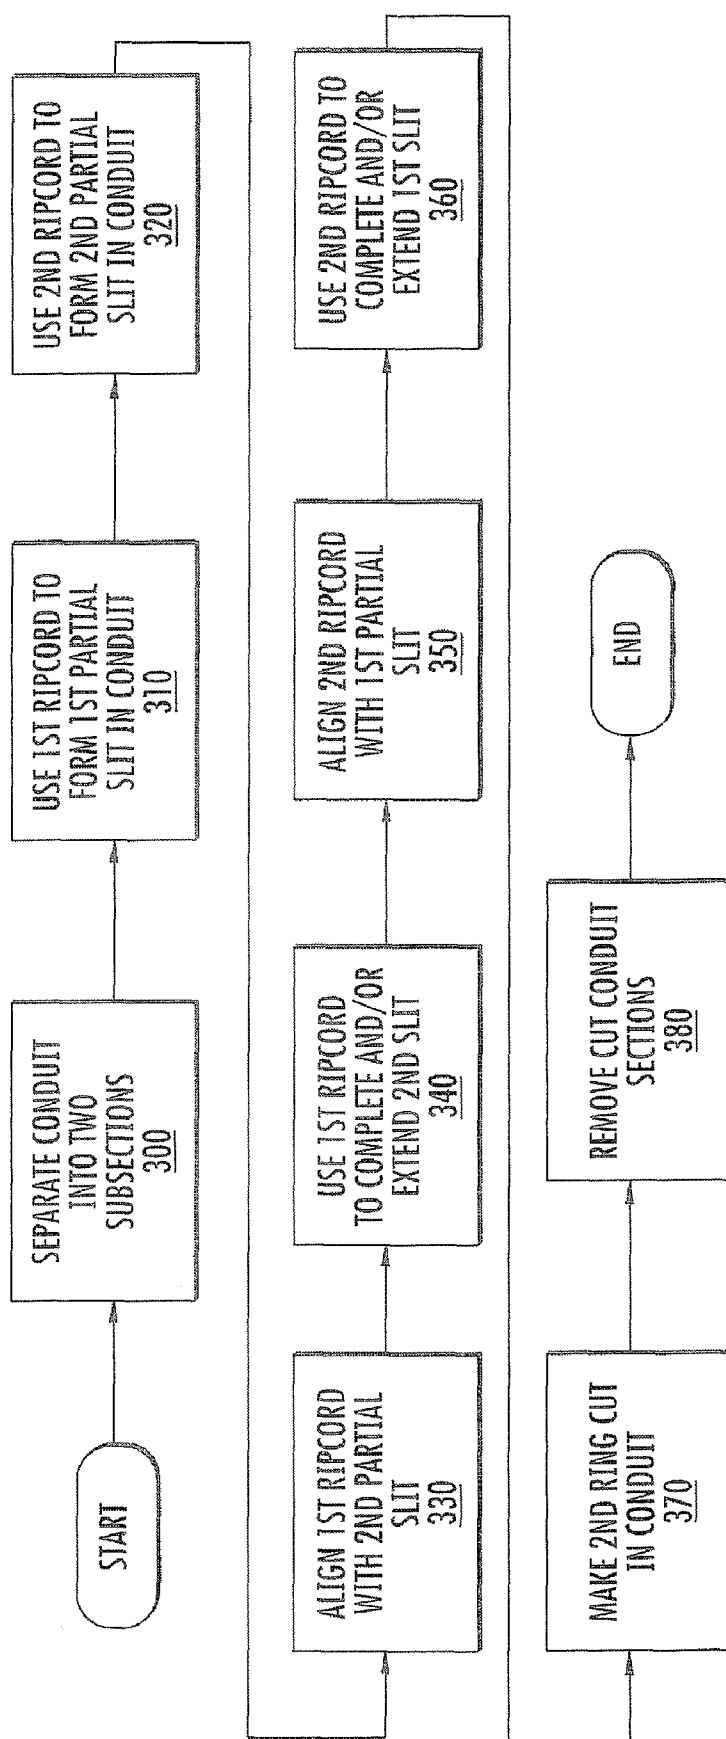 START
SEPARATE CONDUIT
INTO TWO
SUBSECTIONS
300
USE 1ST RIPCORD TO
FORM 1ST PARTIAL
SLIT IN CONDUIT
310
USE 2ND RIPCORD TO
FORM 2ND PARTIAL
SLIT IN CONDUIT
320
ALIGN 1ST RIPCORD
WITH 2ND PARTIAL
SLIT
330
USE 1ST RIPCORD
TO COMPLETE AND/OR
EXTEND 2ND SLIT
340
ALIGN 2ND RIPCORD
WITH 1ST PARTIAL
SLIT
350
USE 2ND RIPCORD TO
COMPLETE AND/OR
EXTEND 1ST SLIT
360
MAKE 2ND RING CUT
IN CONDUIT
370
REMOVE CUT CONDUIT
SECTIONS
380
END